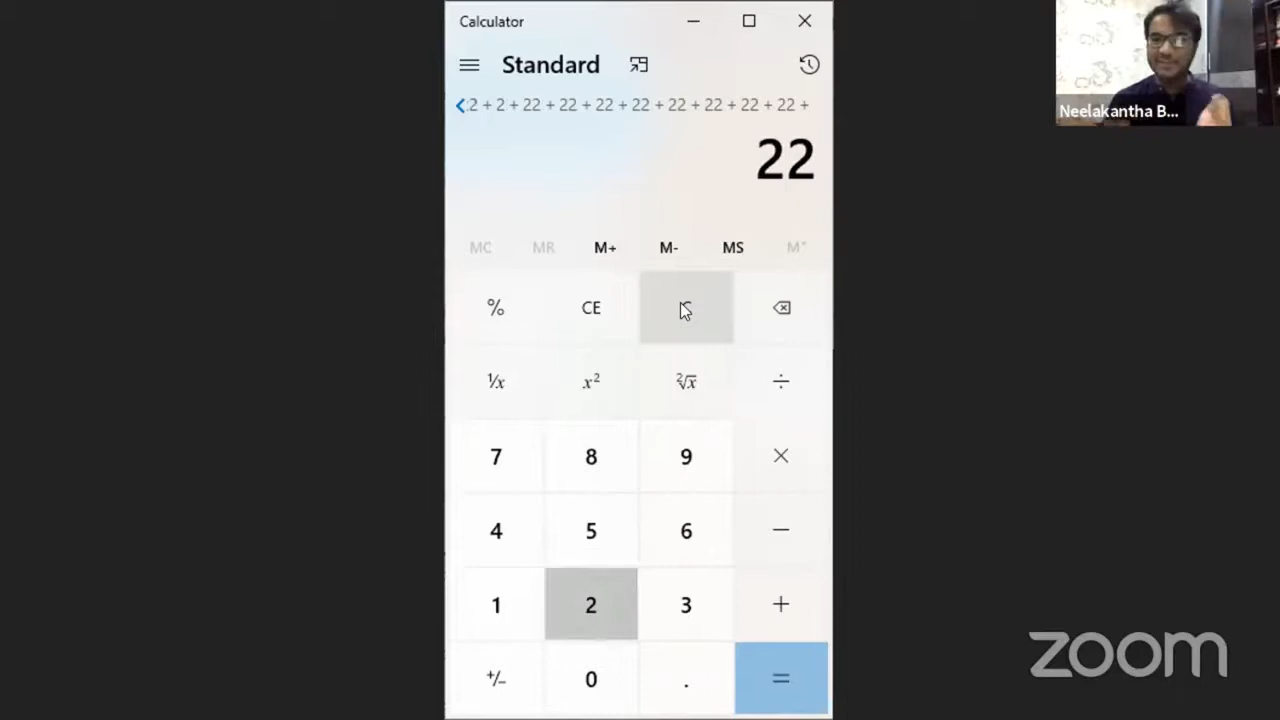 Calculator
Standard
2 + 2 + 22 + 22 + 22 + 22 + 22 + 22 + 22 + 22 +
22
MC MR M+ M- MS M˅
% CE C
⅟x x² ²√x ÷
7 8 9 ×
4 5 6 −
1 2 3 +
+/− 0 . =
Neelakantha B...
zoom